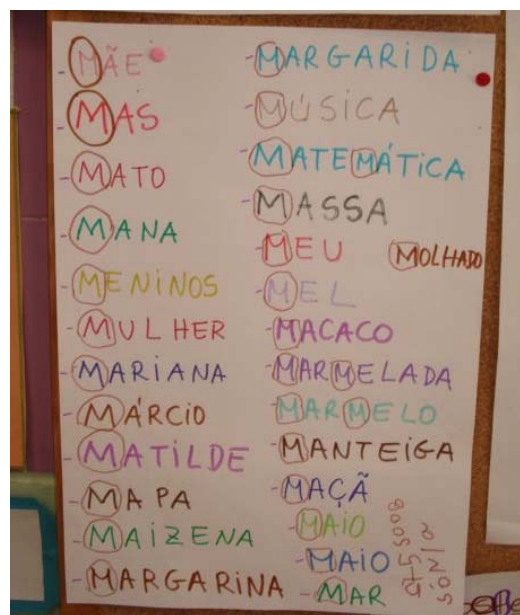 - MÃE
- MAS
- MATO
- MANA
- MENINOS
- MULHER
- MARIANA
- MÁRCIO
- MATILDE
- MAPA
- MAIZENA
- MARGARINA
- MARGARIDA
- MÚSICA
- MATEMÁTICA
- MASSA
- MEU MOLHADO
- MEL
- MACACO
- MARMELADA
- MARMELO
- MANTEIGA
- MAÇÃ
- MAIO
- MAIO
- MAR
SÓNIA